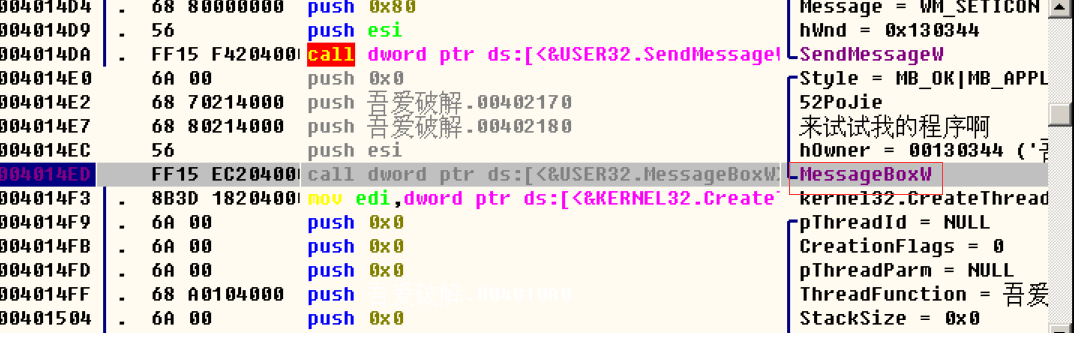 004014D4 . 68 80000000 push 0x80 Message = WM_SETICON
004014D9 . 56 push esi hWnd = 0x130344
004014DA . FF15 F420400 call dword ptr ds:[<&USER32.SendMessage SendMessageW
004014E0 6A 00 push 0x0 Style = MB_OK|MB_APPL
004014E2 68 70214000 push 吾爱破解.00402170 52PoJie
004014E7 68 80214000 push 吾爱破解.00402180 来试试我的程序啊
004014EC 56 push esi hOwner = 00130344 ('
004014ED FF15 EC20400 call dword ptr ds:[<&USER32.MessageBoxW MessageBoxW
004014F3 . 8B3D 1820400 mov edi,dword ptr ds:[<&KERNEL32.Create kernel32.CreateThread
004014F9 . 6A 00 push 0x0 pThreadId = NULL
004014FB . 6A 00 push 0x0 CreationFlags = 0
004014FD . 6A 00 push 0x0 pThreadParm = NULL
004014FF . 68 A0104000 push 吾爱破解.004010A0 ThreadFunction = 吾爱
00401504 . 6A 00 push 0x0 StackSize = 0x0